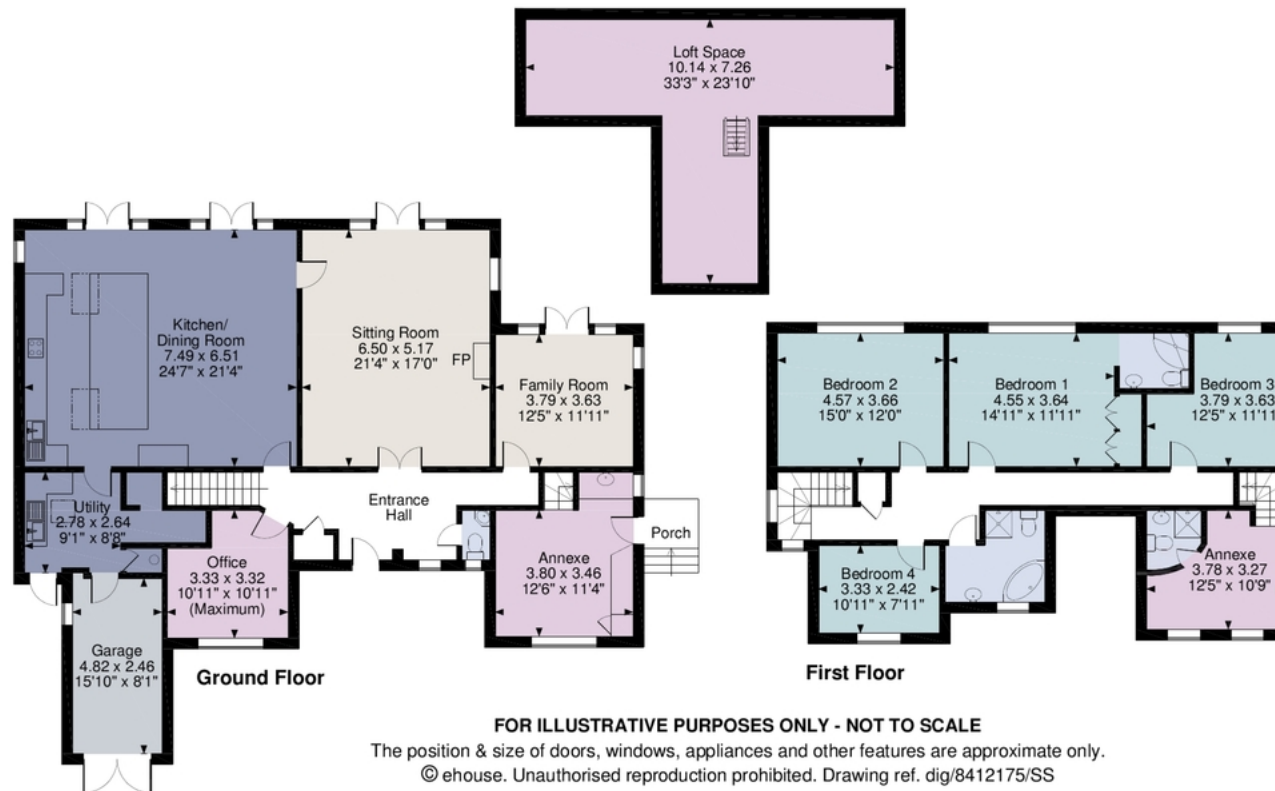 Loft Space
10.14 x 7.26
33'3" x 23'10"
Kitchen/
Dining Room
7.49 x 6.51
24'7" x 21'4"
Sitting Room
6.50 x 5.17
21'4" x 17'0"
FP
Family Room
3.79 x 3.63
12'5" x 11'11"
Utility
2.78 x 2.64
9'1" x 8'8"
Entrance
Hall
Office
3.33 x 3.32
10'11" x 10'11"
(Maximum)
Annexe
3.80 x 3.46
12'6" x 11'4"
Porch
Garage
4.82 x 2.46
15'10" x 8'1"
Ground Floor
Bedroom 2
4.57 x 3.66
15'0" x 12'0"
Bedroom 1
4.55 x 3.64
14'11" x 11'11"
Bedroom 3
3.79 x 3.63
12'5" x 11'11
Bedroom 4
3.33 x 2.42
10'11" x 7'11"
Annexe
3.78 x 3.27
12'5" x 10'9"
First Floor
FOR ILLUSTRATIVE PURPOSES ONLY - NOT TO SCALE
The position & size of doors, windows, appliances and other features are approximate only.
© ehouse. Unauthorised reproduction prohibited. Drawing ref. dig/8412175/SS